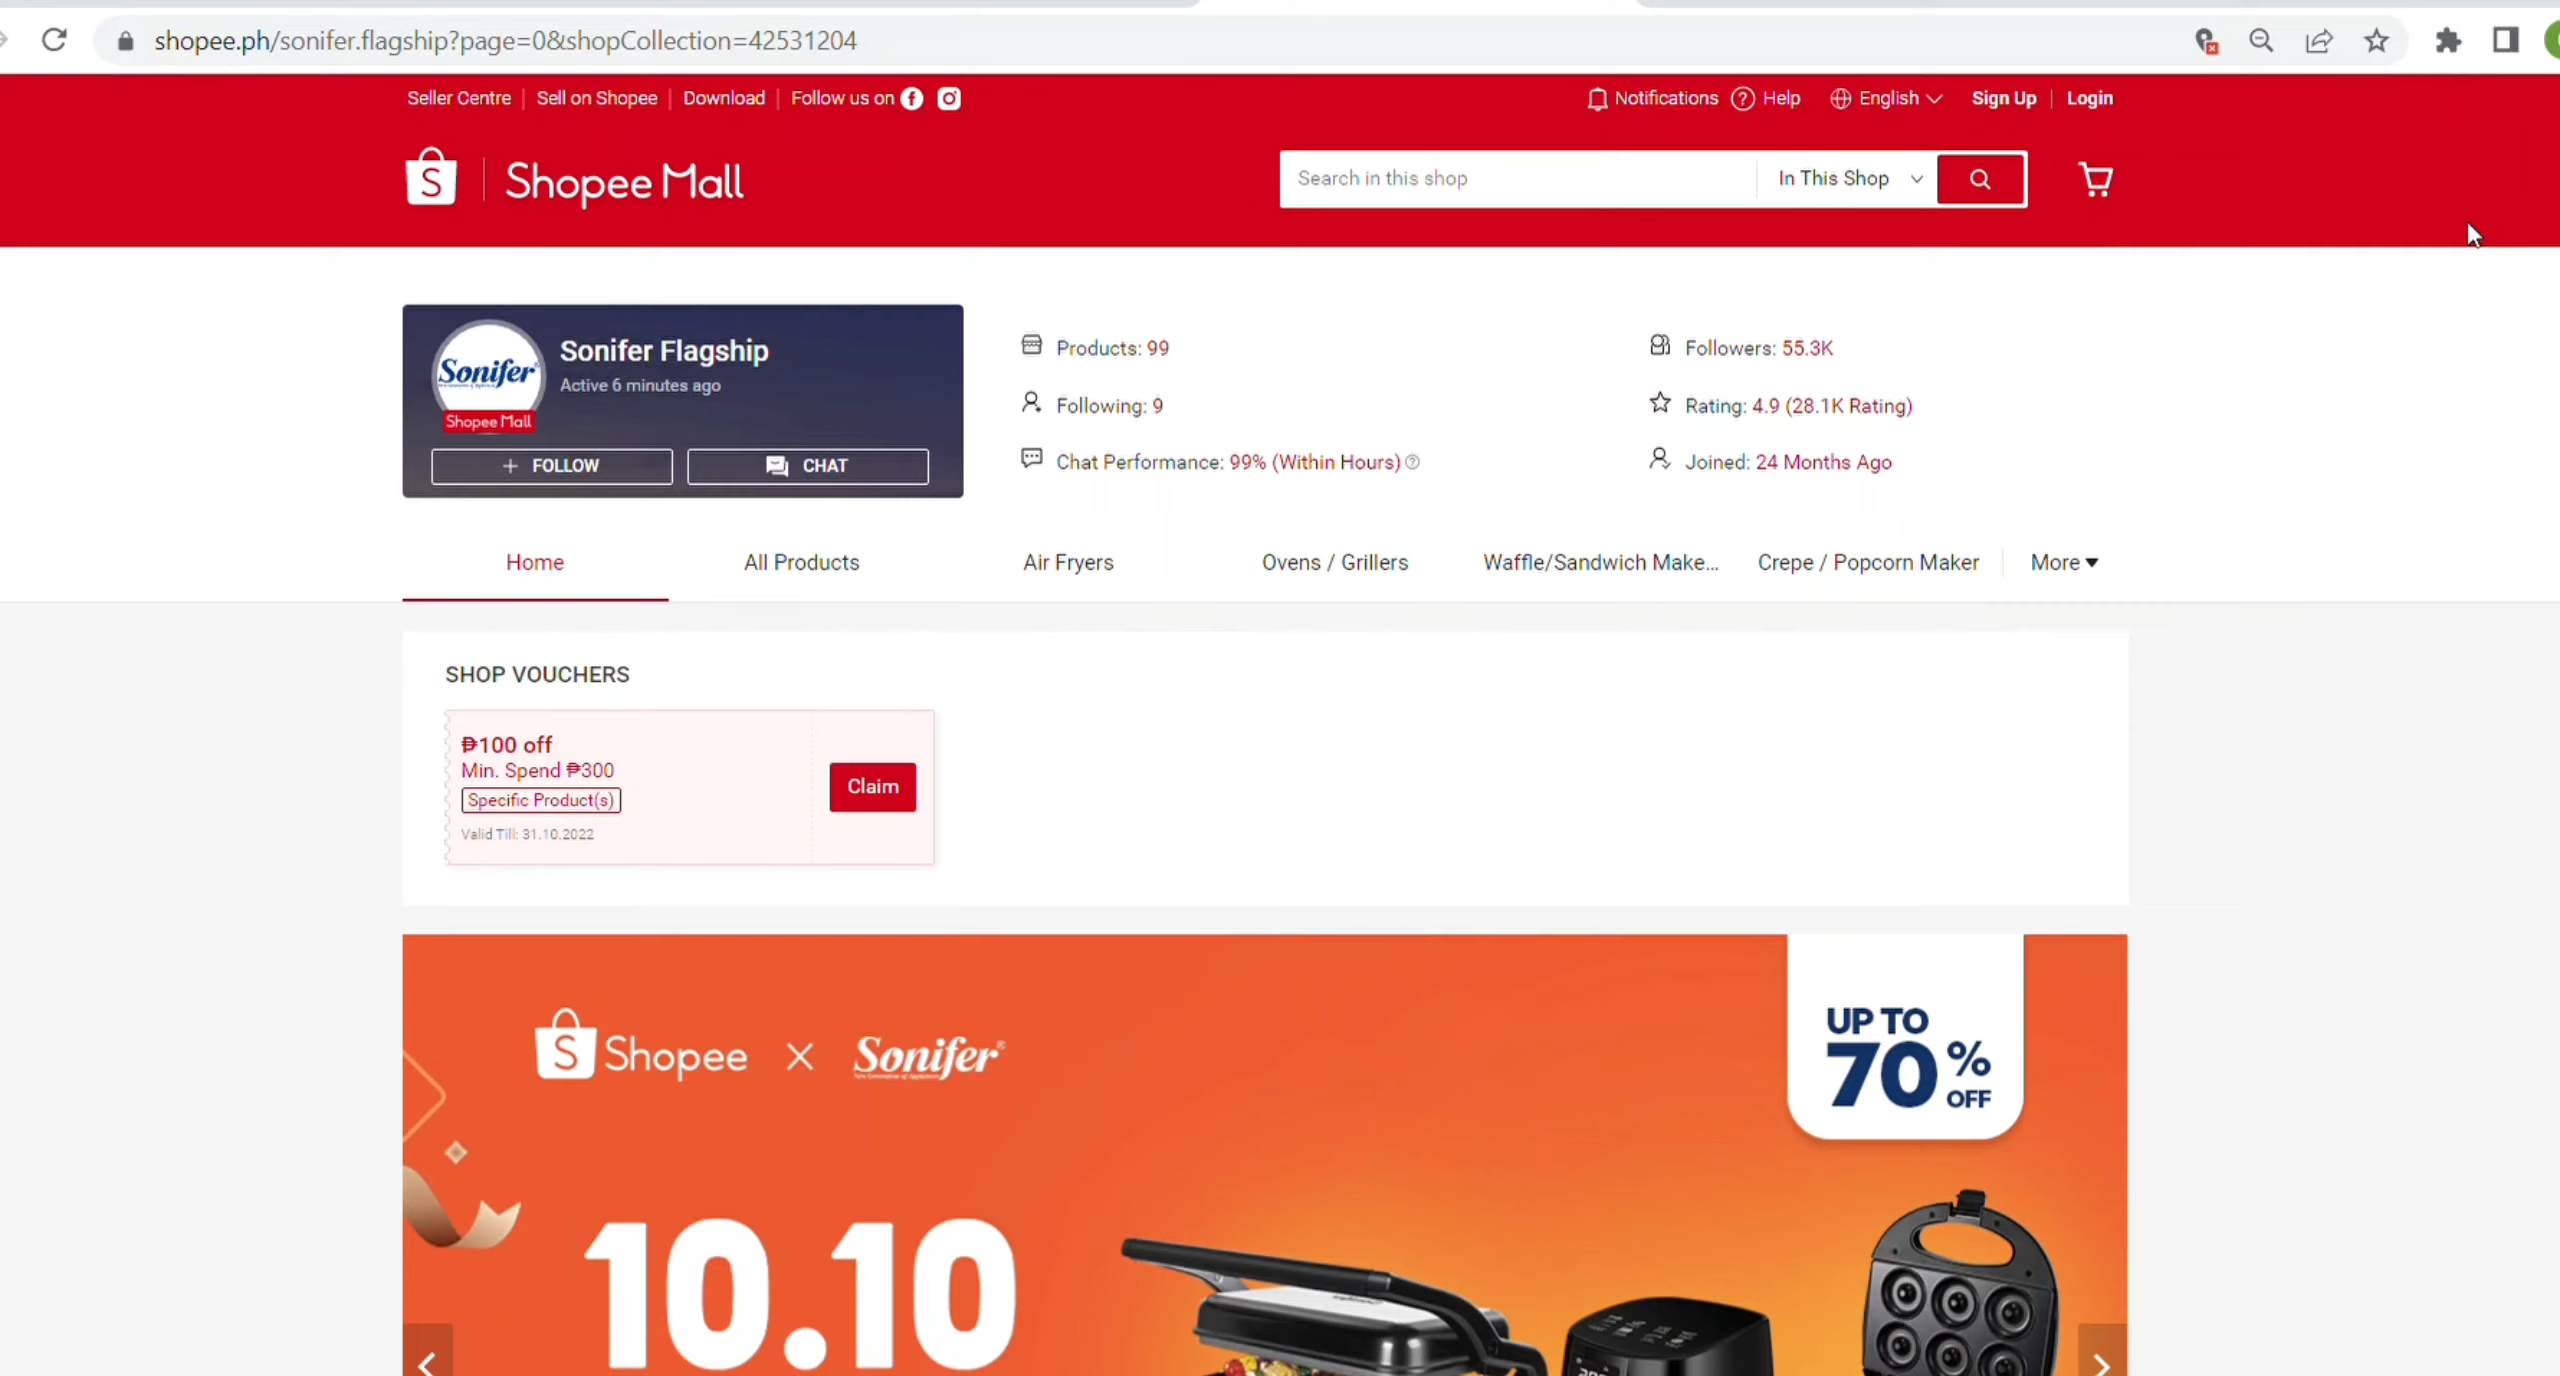 shopee.ph/sonifer.flagship?page=0&shopCollection=42531204
Seller Centre | Sell on Shopee | Download | Follow us on
Notifications Help English Sign Up | Login
S Shopee Mall
Search in this shop In This Shop
Sonifer
Shopee Mall
Sonifer Flagship
Active 6 minutes ago
+ FOLLOW CHAT
Products: 99
Following: 9
Chat Performance: 99% (Within Hours)
Followers: 55.3K
Rating: 4.9 (28.1K Rating)
Joined: 24 Months Ago
Home All Products Air Fryers Ovens / Grillers Waffle/Sandwich Make... Crepe / Popcorn Maker More
SHOP VOUCHERS
₱100 off
Min. Spend ₱300
Specific Product(s)
Valid Till: 31.10.2022
Claim
S Shopee X Sonifer®
UP TO
70%
OFF
10.10